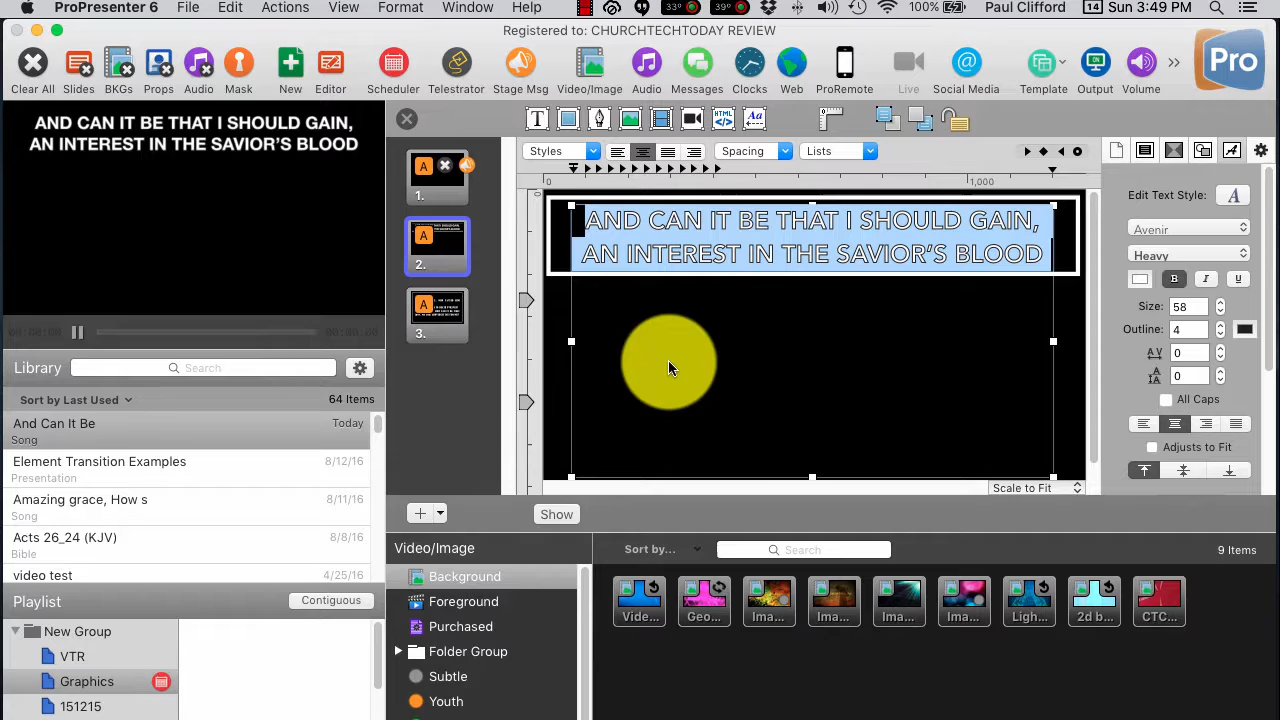 ProPresenter 6 File Edit Actions View Format Window Help 33° 39° 100% Paul Clifford 14 Sun 3:49 PM
Registered to: CHURCHTECHTODAY REVIEW
Clear All Slides BKGs Props Audio Mask New Editor Scheduler Telestrator Stage Msg Video/Image Audio Messages Clocks Web ProRemote Live Social Media Template Output Volume Pro
AND CAN IT BE THAT I SHOULD GAIN,
AN INTEREST IN THE SAVIOR'S BLOOD
Library Search
Sort by Last Used 64 Items
And Can It Be Today
Song
Element Transition Examples 8/12/16
Presentation
Amazing grace, How s 8/11/16
Song
Acts 26_24 (KJV) 8/8/16
Bible
video test 4/25/16
Playlist Contiguous
New Group
VTR
Graphics
151215
A
1.
A
2.
A
3.
T HTML Aa
Styles Spacing Lists
0 1,000
AND CAN IT BE THAT I SHOULD GAIN,
AN INTEREST IN THE SAVIOR'S BLOOD
Scale to Fit
Edit Text Style: A
Avenir
Heavy
B I U
Size: 58
Outline: 4
AV 0
A 0
All Caps
Adjusts to Fit
Show
Video/Image Sort by... Search 9 Items
Background
Foreground
Purchased
Folder Group
Subtle
Youth
Vide... Geo... Ima... Ima... Ima... Ima... Ligh... 2d b... CTC...